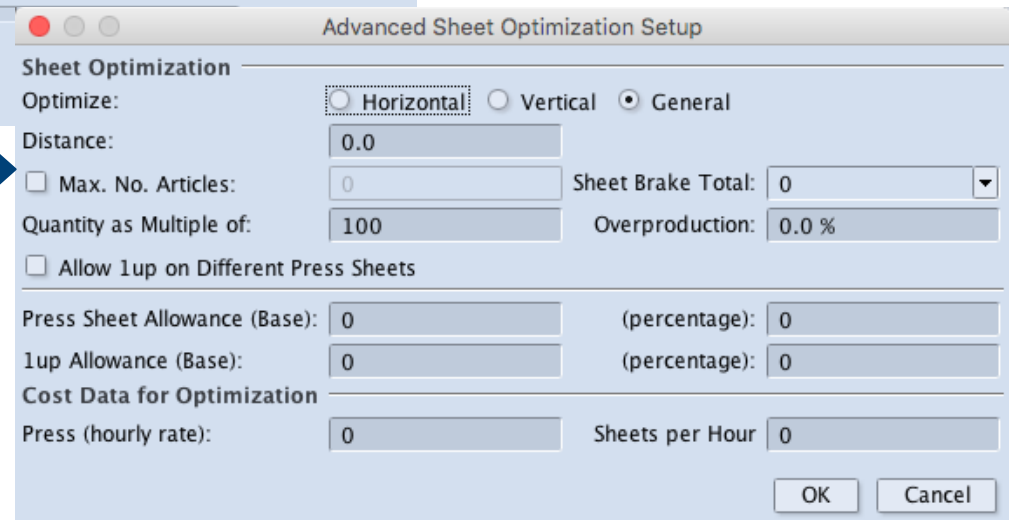 Advanced Sheet Optimization Setup
Sheet Optimization
Optimize: Horizontal Vertical General
Distance: 0.0
Max. No. Articles: 0 Sheet Brake Total: 0
Quantity as Multiple of: 100 Overproduction: 0.0 %
Allow 1up on Different Press Sheets
Press Sheet Allowance (Base): 0 (percentage): 0
1up Allowance (Base): 0 (percentage): 0
Cost Data for Optimization
Press (hourly rate): 0 Sheets per Hour 0
OK Cancel